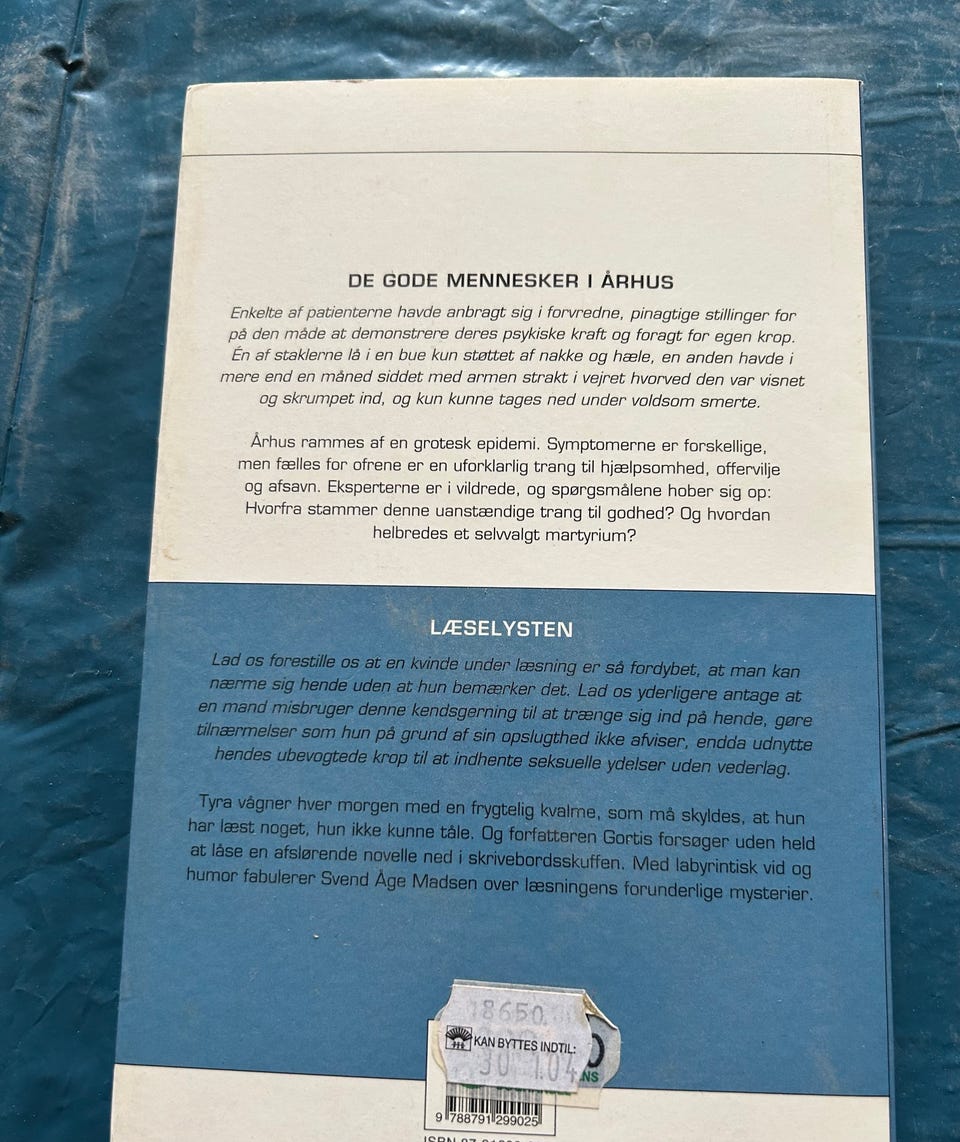 DE GODE MENNESKER I ÅRHUS
Enkelte af patienterne havde anbragt sig i forvredne, pinagtige stillinger for
på den måde at demonstrere deres psykiske kraft og foragt for egen krop.
Én af staklerne lå i en bue kun støttet af nakke og hæle, en anden havde i
mere end en måned siddet med armen strakt i vejret hvorved den var visnet
og skrumpet ind, og kun kunne tages ned under voldsom smerte.
Århus rammes af en grotesk epidemi. Symptomerne er forskellige,
men fælles for ofrene er en uforklarlig trang til hjælpsomhed, offervilje
og afsavn. Eksperterne er i vildrede, og spørgsmålene hober sig op:
Hvorfra stammer denne uanstændige trang til godhed? Og hvordan
helbredes et selvvalgt martyrium?
LÆSELYSTEN
Lad os forestille os at en kvinde under læsning er så fordybet, at man kan
nærme sig hende uden at hun bemærker det. Lad os yderligere antage at
en mand misbruger denne kendsgerning til at trænge sig ind på hende, gøre
tilnærmelser som hun på grund af sin opslugthed ikke afviser, endda udnytte
hendes ubevogtede krop til at indhente seksuelle ydelser uden vederlag.
Tyra vågner hver morgen med en frygtelig kvalme, som må skyldes, at hun
har læst noget, hun ikke kunne tåle. Og forfatteren Gortis forsøger uden held
at låse en afslørende novelle ned i skrivebordsskuffen. Med labyrintisk vid og
humor fabulerer Svend Åge Madsen over læsningens forunderlige mysterier.
18650
KAN BYTTES INDTIL:
30 1.04
NS
9 788791 299025
ISBN